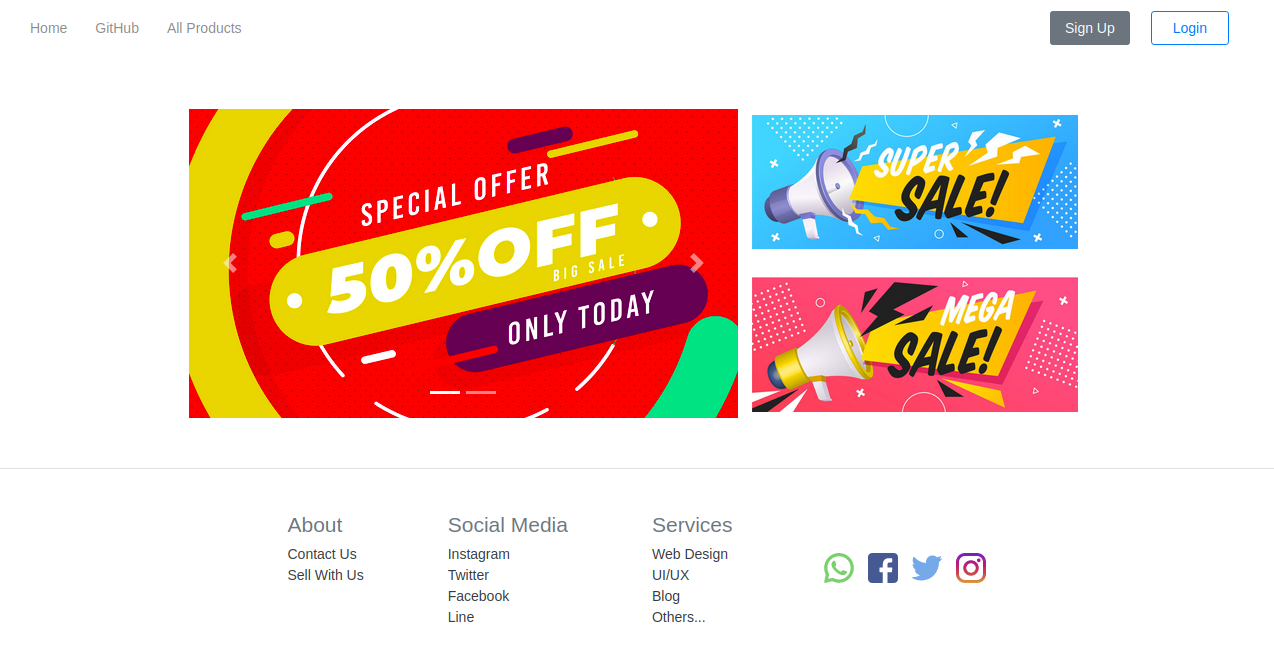 Home GitHub All Products Sign Up Login
SPECIAL OFFER
50%OFF
BIG SALE
ONLY TODAY
SUPER
SALE!
MEGA
SALE!
About
Contact Us
Sell With Us
Social Media
Instagram
Twitter
Facebook
Line
Services
Web Design
UI/UX
Blog
Others...